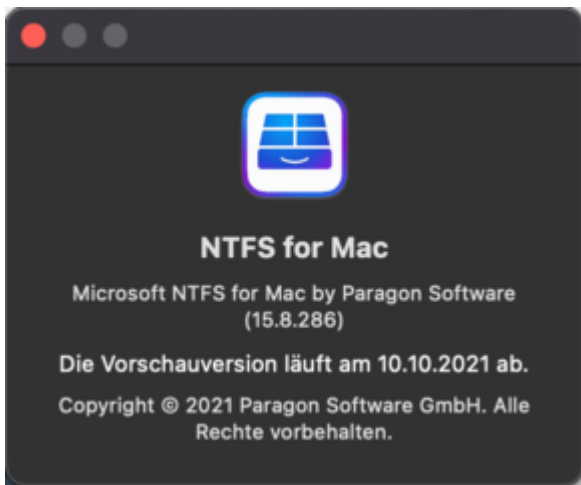 NTFS for Mac
Microsoft NTFS for Mac by Paragon Software
(15.8.286)
Die Vorschauversion läuft am 10.10.2021 ab.
Copyright © 2021 Paragon Software GmbH. Alle
Rechte vorbehalten.